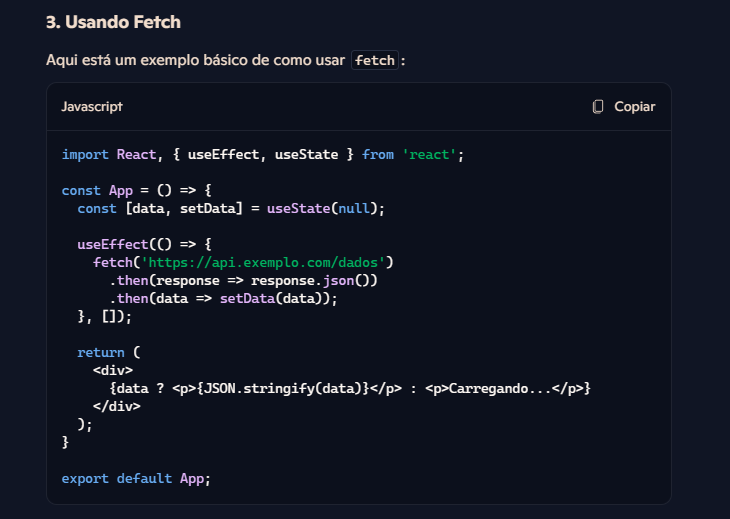 3. Usando Fetch
Aqui está um exemplo básico de como usar fetch:
Javascript
Copiar
import React, { useEffect, useState } from 'react';
const App = () => {
  const [data, setData] = useState(null);
  useEffect(() => {
    fetch('https://api.exemplo.com/dados')
      .then(response => response.json())
      .then(data => setData(data));
  }, []);
  return (
    <div>
      {data ? <p>{JSON.stringify(data)}</p> : <p>Carregando...</p>}
    </div>
  );
}
export default App;